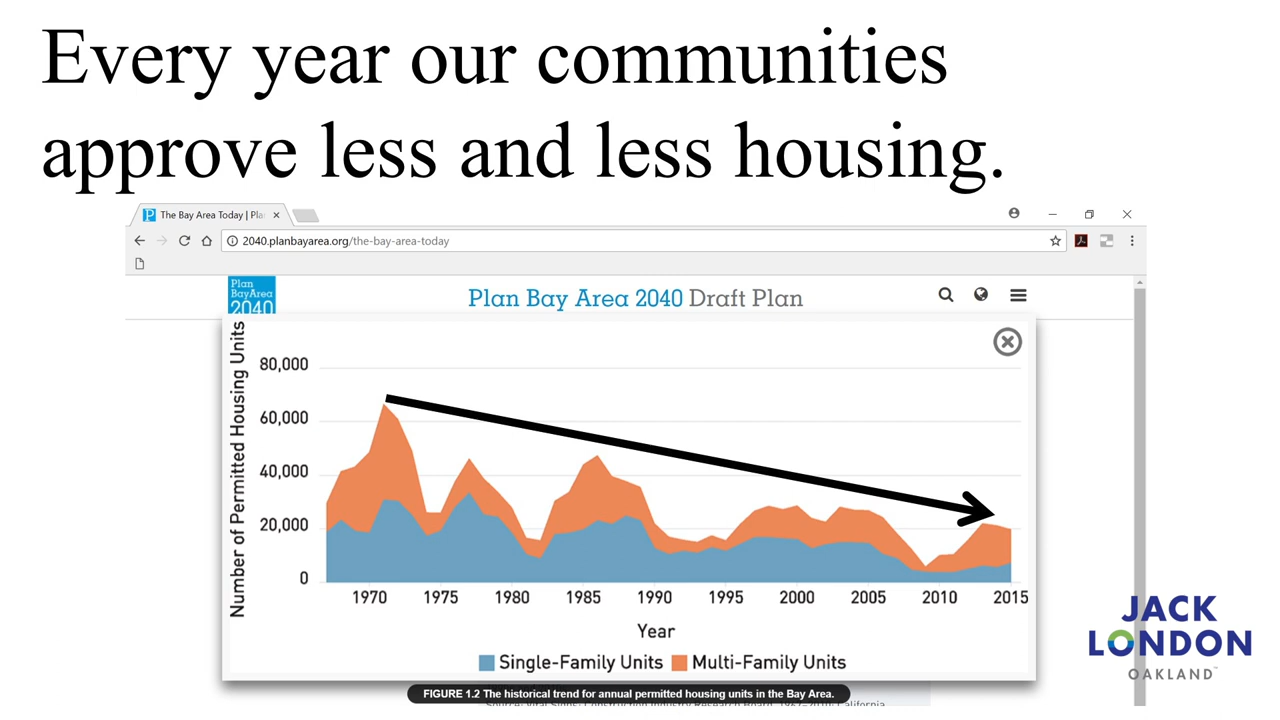 Every year our communities
approve less and less housing.
The Bay Area Today | Pla
2040.planbayarea.org/the-bay-area-today
Plan
BayArea
2040
Plan Bay Area 2040 Draft Plan
Number of Permitted Housing Units
80,000
60,000
40,000
20,000
0
1970 1975 1980 1985 1990 1995 2000 2005 2010 2015
Year
Single-Family Units Multi-Family Units
FIGURE 1.2 The historical trend for annual permitted housing units in the Bay Area.
JACK
LONDON
OAKLAND™